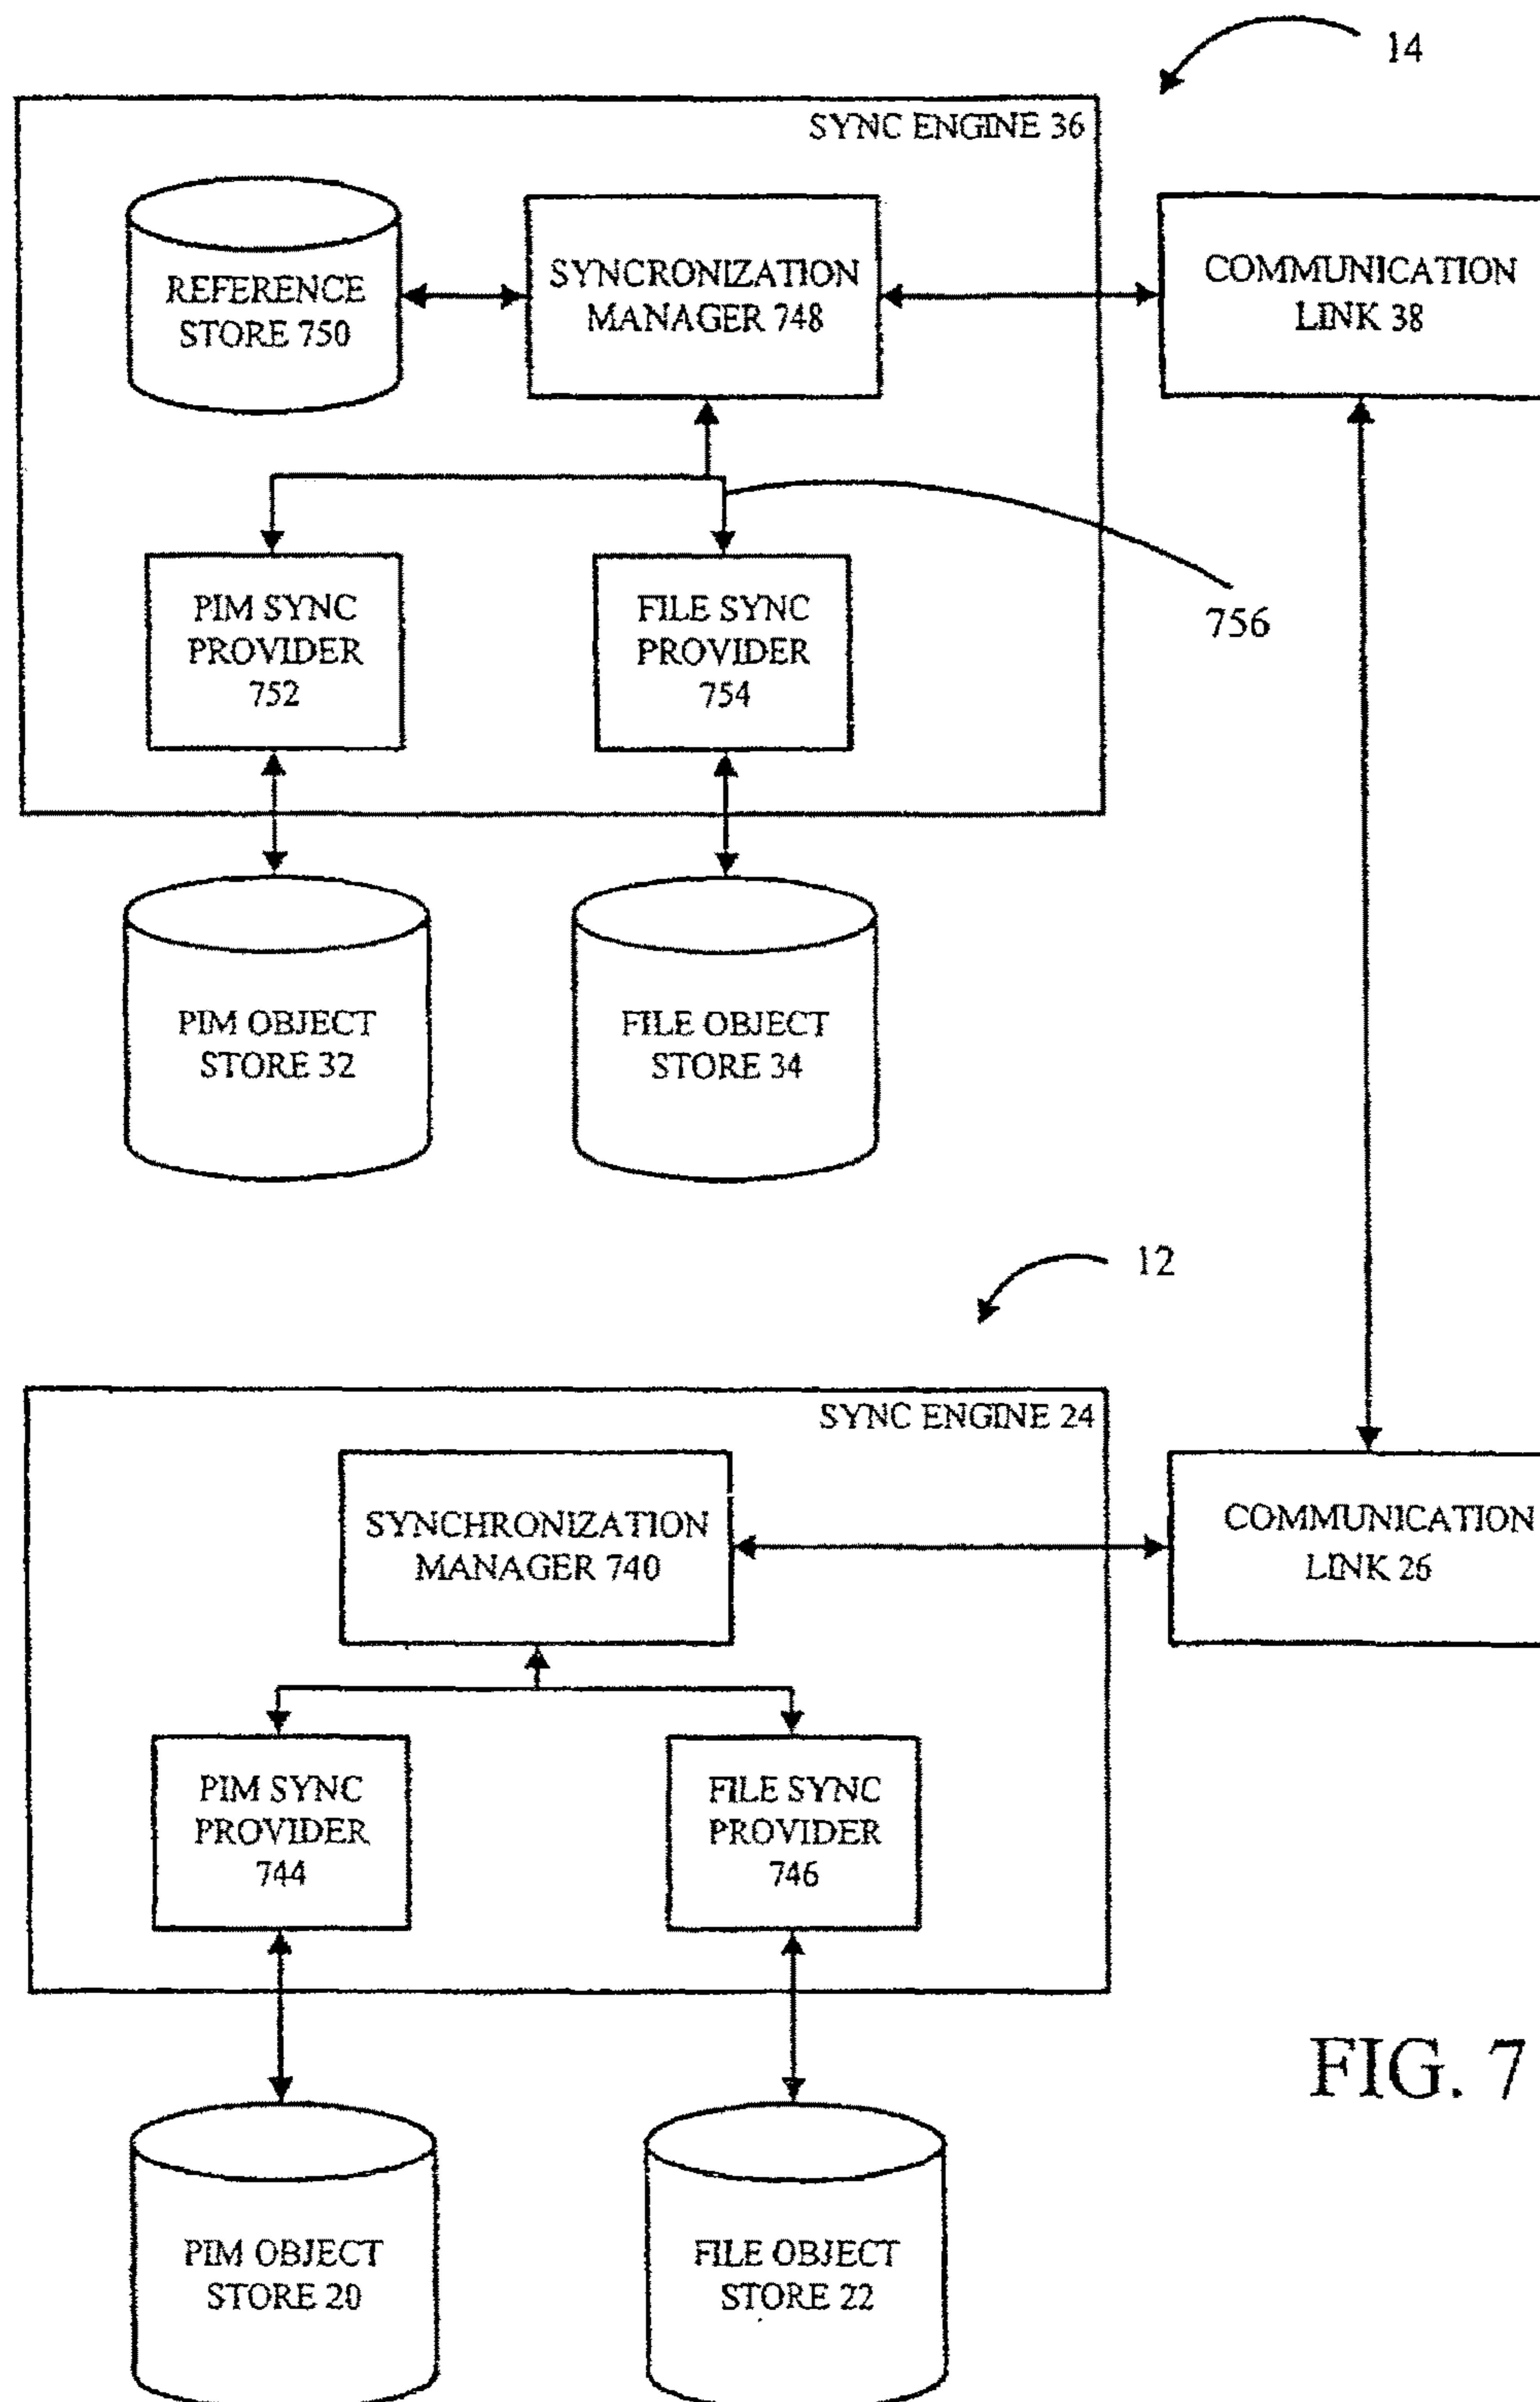 14
SYNC ENGINE 36
REFERENCE
STORE 750
SYNCRONIZATION
MANAGER 748
COMMUNICATION
LINK 38
PIM SYNC
PROVIDER
752
FILE SYNC
PROVIDER
754
756
PIM OBJECT
STORE 32
FILE OBJECT
STORE 34
12
SYNC ENGINE 24
SYNCHRONIZATION
MANAGER 740
COMMUNICATION
LINK 26
PIM SYNC
PROVIDER
744
FILE SYNC
PROVIDER
746
FIG. 7
PIM OBJECT
STORE 20
FILE OBJECT
STORE 22